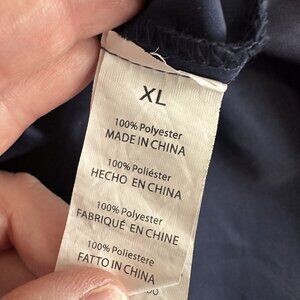 XL
100% Polyester
MADE IN CHINA
100% Poliéster
HECHO EN CHINA
100% Polyester
FABRIQUÉ EN CHINE
100% Poliestere
FATTO IN CHINA